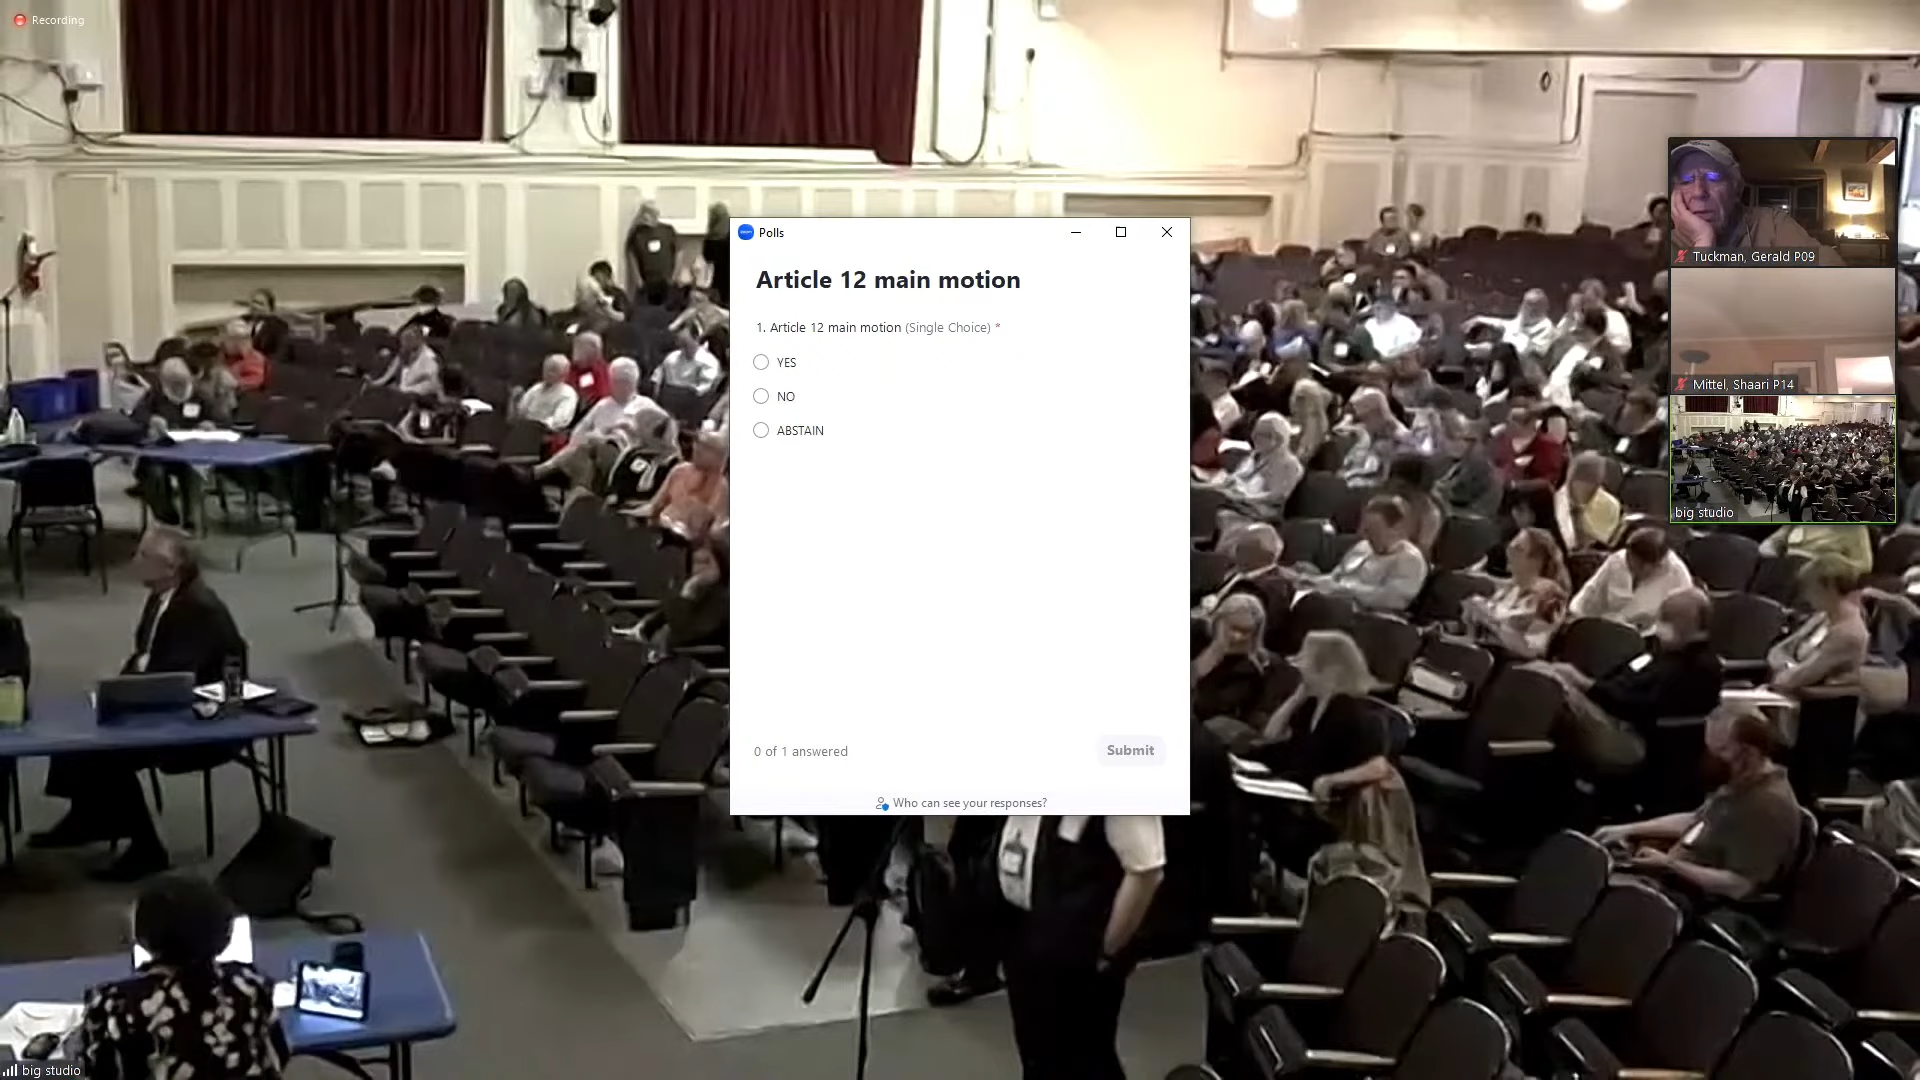 Recording
Polls
Article 12 main motion
1. Article 12 main motion (Single Choice) *
YES
NO
ABSTAIN
0 of 1 answered
Submit
Who can see your responses?
Tuckman, Gerald P09
Mittel, Shaari P14
big studio
big studio